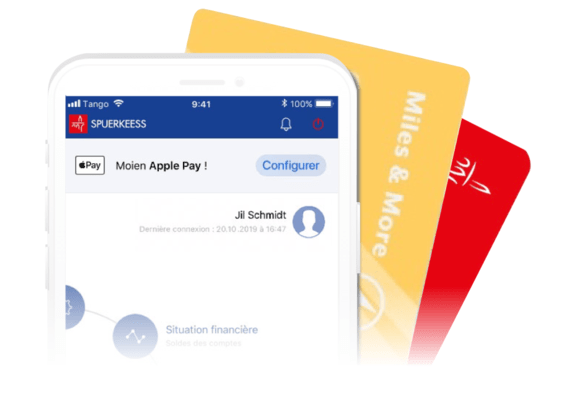 Tango
9:41
100%
SPUERKEESS
Pay
Moien Apple Pay !
Configurer
Jil Schmidt
Dernière connexion : 20.10.2019 à 16:47
Situation financière
Soldes des comptes
Miles & More